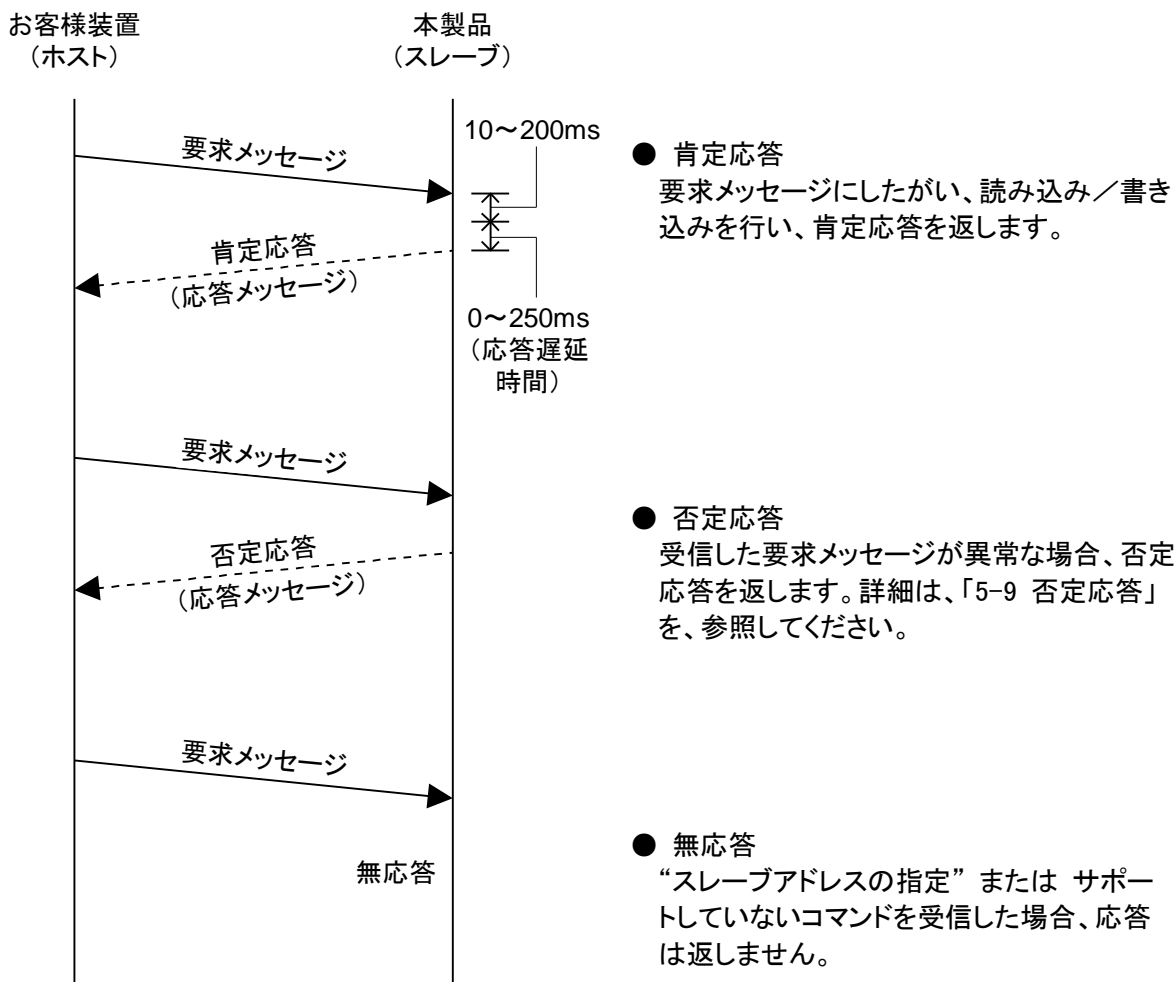 お客様装置
（ホスト）
本製品
（スレーブ）
要求メッセージ
10～200ms
肯定応答
（応答メッセージ）
0～250ms
（応答遅延
時間）
● 肯定応答
要求メッセージにしたがい、読み込み／書き
込みを行い、肯定応答を返します。
要求メッセージ
否定応答
（応答メッセージ）
● 否定応答
受信した要求メッセージが異常な場合、否定
応答を返します。詳細は、「5-9 否定応答」
を、参照してください。
要求メッセージ
無応答
● 無応答
“スレーブアドレスの指定” または サポー
トしていないコマンドを受信した場合、応答
は返しません。